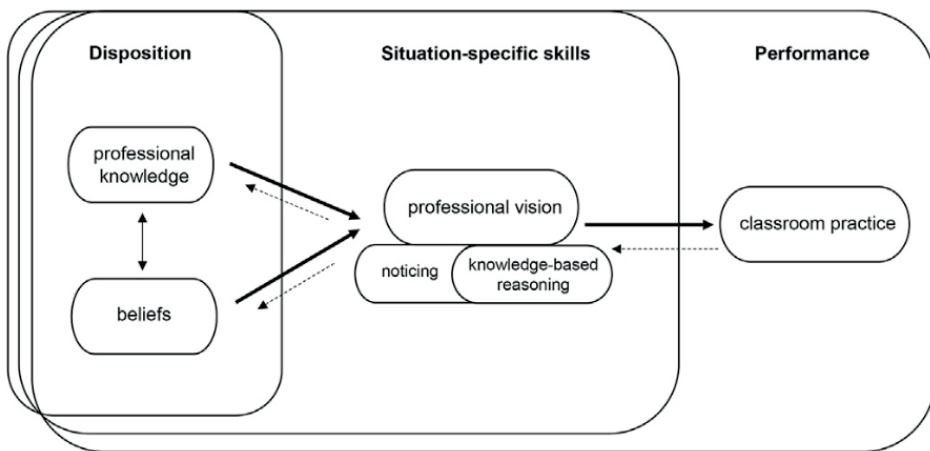 Disposition
Situation-specific skills
Performance
professional
knowledge
beliefs
professional vision
noticing
knowledge-based
reasoning
classroom practice